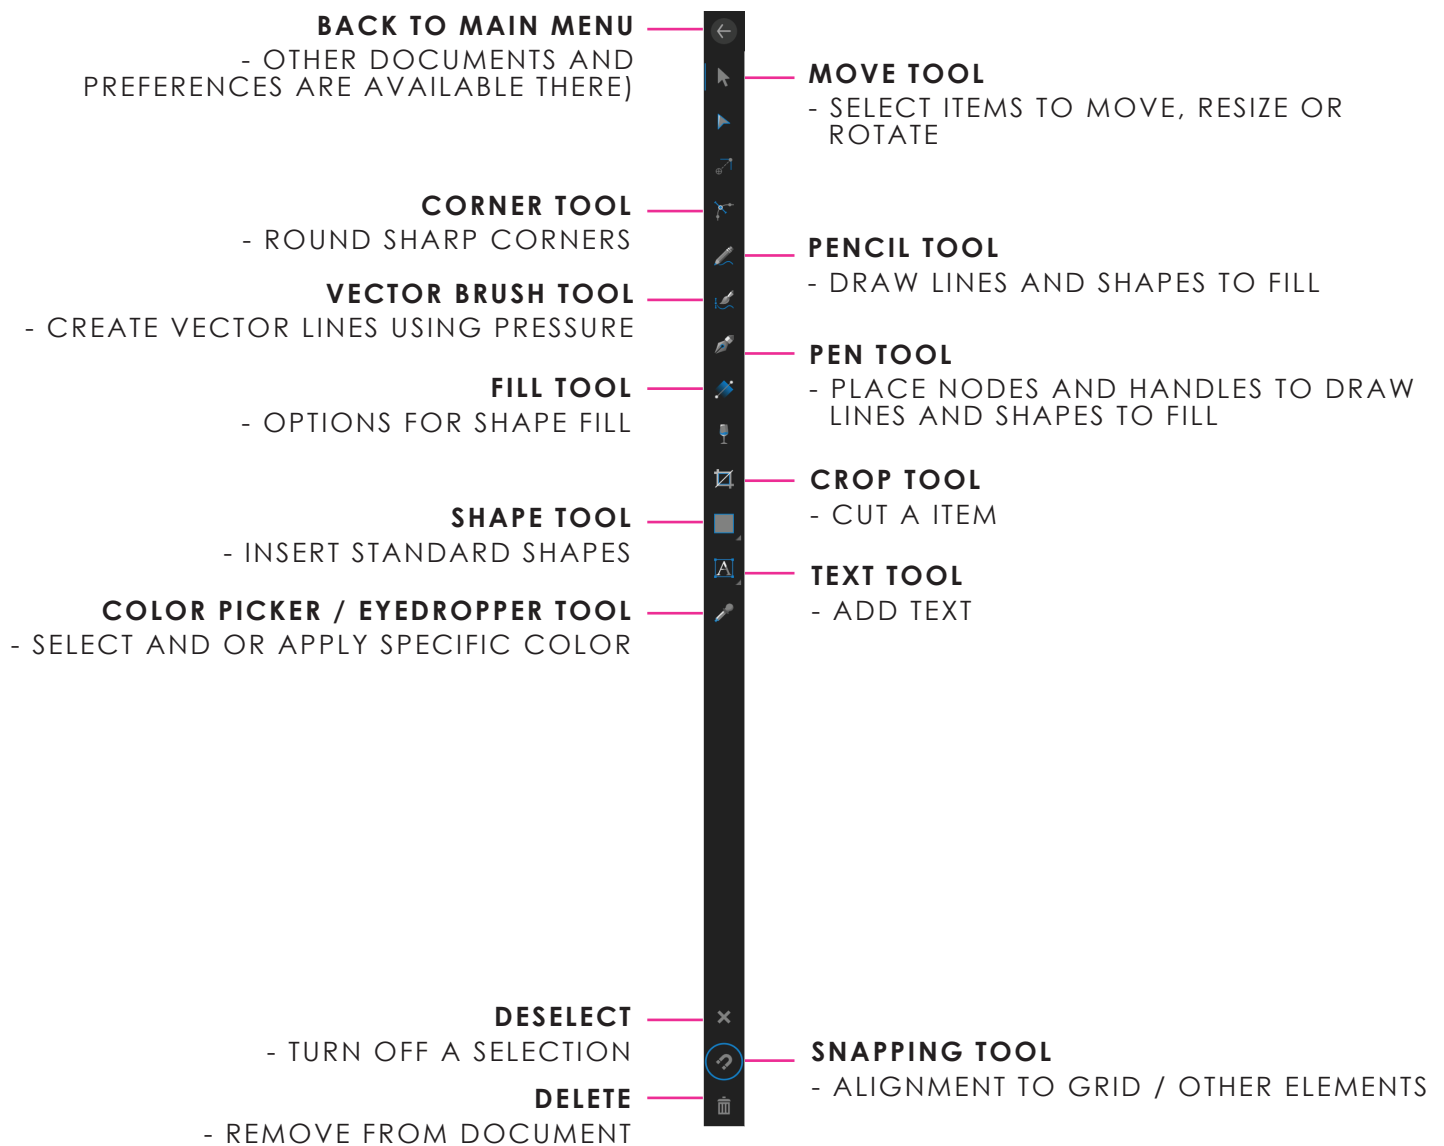 BACK TO MAIN MENU
- OTHER DOCUMENTS AND
PREFERENCES ARE AVAILABLE THERE)
MOVE TOOL
- SELECT ITEMS TO MOVE, RESIZE OR
ROTATE
CORNER TOOL
- ROUND SHARP CORNERS
PENCIL TOOL
- DRAW LINES AND SHAPES TO FILL
VECTOR BRUSH TOOL
- CREATE VECTOR LINES USING PRESSURE
PEN TOOL
- PLACE NODES AND HANDLES TO DRAW
LINES AND SHAPES TO FILL
FILL TOOL
- OPTIONS FOR SHAPE FILL
CROP TOOL
- CUT A ITEM
SHAPE TOOL
- INSERT STANDARD SHAPES
A
TEXT TOOL
- ADD TEXT
COLOR PICKER / EYEDROPPER TOOL
- SELECT AND OR APPLY SPECIFIC COLOR
DESELECT
- TURN OFF A SELECTION
SNAPPING TOOL
- ALIGNMENT TO GRID / OTHER ELEMENTS
DELETE
- REMOVE FROM DOCUMENT